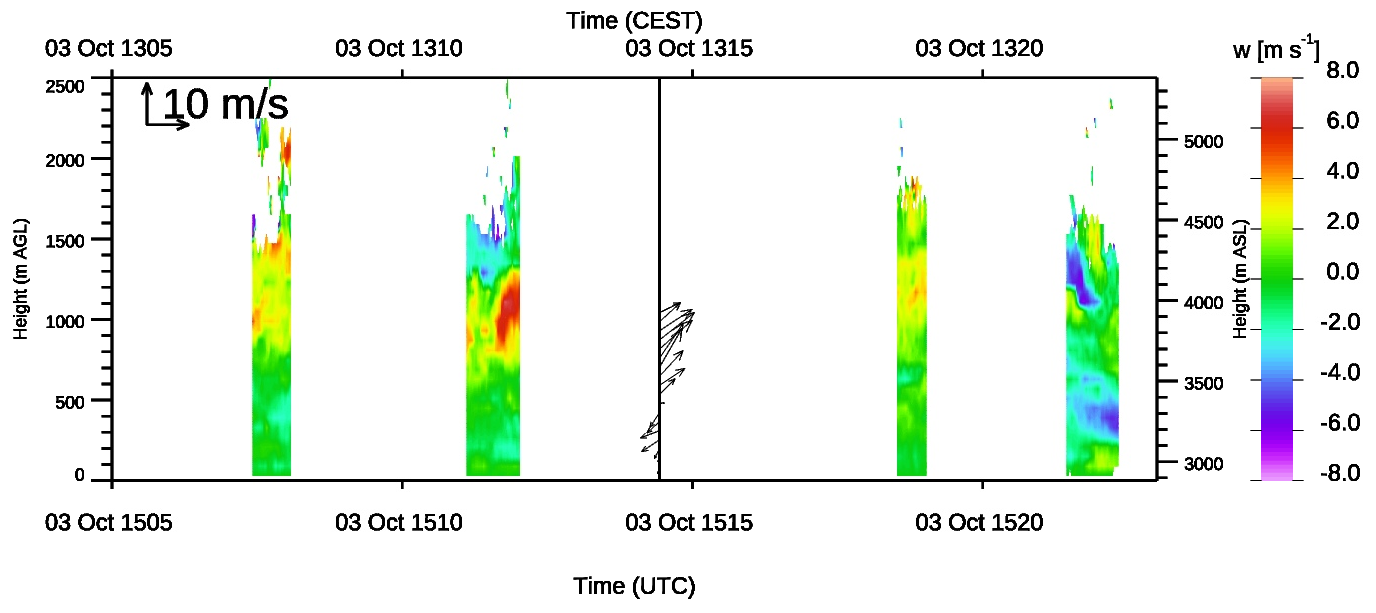 Time (CEST)
03 Oct 1305 03 Oct 1310 03 Oct 1315 03 Oct 1320
w [m s-1]
10 m/s
2500
2000
1500
1000
500
0
Height (m AGL)
5000
4500
4000
3500
3000
Height (m ASL)
8.0
6.0
4.0
2.0
0.0
-2.0
-4.0
-6.0
-8.0
03 Oct 1505 03 Oct 1510 03 Oct 1515 03 Oct 1520
Time (UTC)